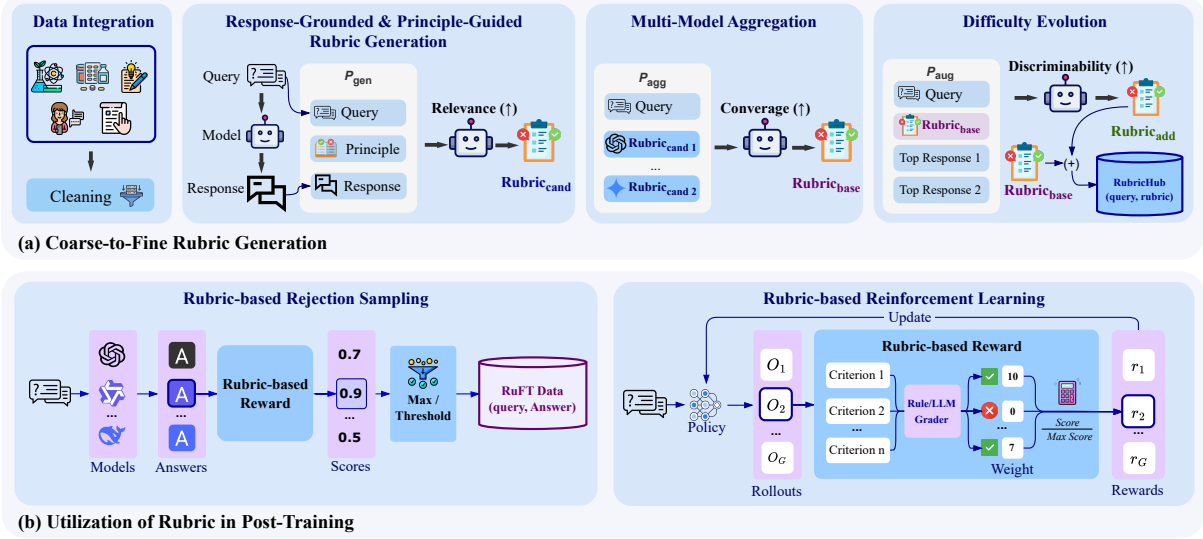 Data Integration
Cleaning
Response-Grounded & Principle-Guided
Rubric Generation
Query
Model
Response
P_gen
Query
Principle
Response
Relevance (↑)
Rubric_cand
Multi-Model Aggregation
P_agg
Query
Rubric_cand 1
...
Rubric_cand 2
Converage (↑)
Rubric_base
Difficulty Evolution
P_aug
Query
Rubric_base
Top Response 1
Top Response 2
Discriminability (↑)
Rubric_add
Rubric_base
(+)
RubricHub
(query, rubric)
(a) Coarse-to-Fine Rubric Generation
Rubric-based Rejection Sampling
...
Models
A
A
...
A
Answers
Rubric-based
Reward
0.7
0.9
...
0.5
Scores
Max /
Threshold
RuFT Data
(query, Answer)
Rubric-based Reinforcement Learning
Update
Policy
O_1
O_2
...
O_G
Rollouts
Rubric-based Reward
Criterion 1
Criterion 2
...
Criterion n
Rule/LLM
Grader
10
0
...
7
Weight
Score
Max Score
r_1
r_2
...
r_G
Rewards
(b) Utilization of Rubric in Post-Training